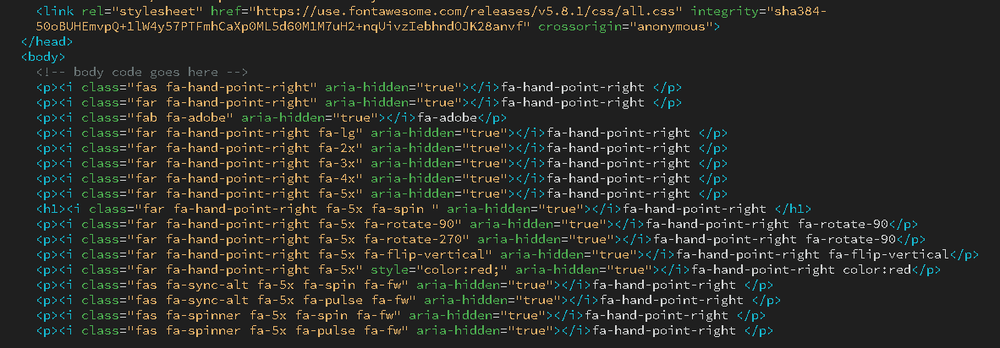 <link rel="stylesheet" href="https://use.fontawesome.com/releases/v5.8.1/css/all.css" integrity="sha384-
50oBUHEmvpQ+1lW4y57PTFmhCaXp0ML5d60M1M7uH2+nqUivzIebhndOJK28anvf" crossorigin="anonymous">
</head>
<body>
<!-- body code goes here -->
<p><i class="fas fa-hand-point-right" aria-hidden="true"></i>fa-hand-point-right </p>
<p><i class="far fa-hand-point-right" aria-hidden="true"></i>fa-hand-point-right </p>
<p><i class="fab fa-adobe" aria-hidden="true"></i>fa-adobe</p>
<p><i class="far fa-hand-point-right fa-lg" aria-hidden="true"></i>fa-hand-point-right </p>
<p><i class="far fa-hand-point-right fa-2x" aria-hidden="true"></i>fa-hand-point-right </p>
<p><i class="far fa-hand-point-right fa-3x" aria-hidden="true"></i>fa-hand-point-right </p>
<p><i class="far fa-hand-point-right fa-4x" aria-hidden="true"></i>fa-hand-point-right </p>
<p><i class="far fa-hand-point-right fa-5x" aria-hidden="true"></i>fa-hand-point-right </p>
<h1><i class="far fa-hand-point-right fa-5x fa-spin " aria-hidden="true"></i>fa-hand-point-right </h1>
<p><i class="far fa-hand-point-right fa-5x fa-rotate-90" aria-hidden="true"></i>fa-hand-point-right fa-rotate-90</p>
<p><i class="far fa-hand-point-right fa-5x fa-rotate-270" aria-hidden="true"></i>fa-hand-point-right fa-rotate-90</p>
<p><i class="far fa-hand-point-right fa-5x fa-flip-vertical" aria-hidden="true"></i>fa-hand-point-right fa-flip-vertical</p>
<p><i class="far fa-hand-point-right fa-5x" style="color:red;" aria-hidden="true"></i>fa-hand-point-right color:red</p>
<p><i class="fas fa-sync-alt fa-5x fa-spin fa-fw" aria-hidden="true"></i>fa-hand-point-right </p>
<p><i class="fas fa-sync-alt fa-5x fa-pulse fa-fw" aria-hidden="true"></i>fa-hand-point-right </p>
<p><i class="fas fa-spinner fa-5x fa-spin fa-fw" aria-hidden="true"></i>fa-hand-point-right </p>
<p><i class="fas fa-spinner fa-5x fa-pulse fa-fw" aria-hidden="true"></i>fa-hand-point-right </p>